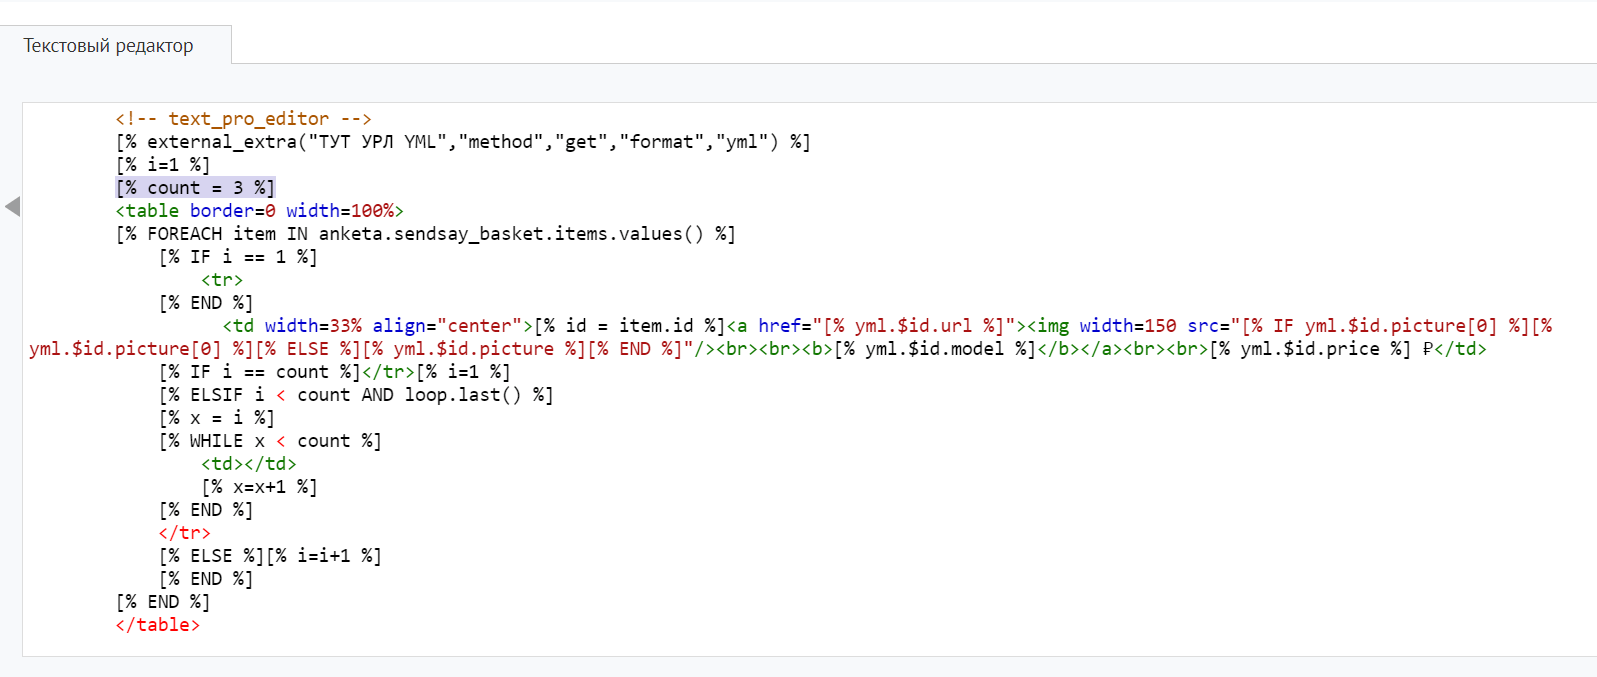 Текстовый редактор
<!-- text_pro_editor -->
[% external_extra("ТУТ УРЛ YML","method","get","format","yml") %]
[% i=1 %]
[% count = 3 %]
<table border=0 width=100%>
[% FOREACH item IN anketa.sendsay_basket.items.values() %]
[% IF i == 1 %]
<tr>
[% END %]
<td width=33% align="center">[% id = item.id %]<a href="[% yml.$id.url %]"><img width=150 src="[% IF yml.$id.picture[0] %][%
yml.$id.picture[0] %][% ELSE %][% yml.$id.picture %][% END %]"/><br><br><b>[% yml.$id.model %]</b></a><br><br>[% yml.$id.price %] ₽</td>
[% IF i == count %]</tr>[% i=1 %]
[% ELSIF i < count AND loop.last() %]
[% x = i %]
[% WHILE x < count %]
<td></td>
[% x=x+1 %]
[% END %]
</tr>
[% ELSE %][% i=i+1 %]
[% END %]
[% END %]
</table>